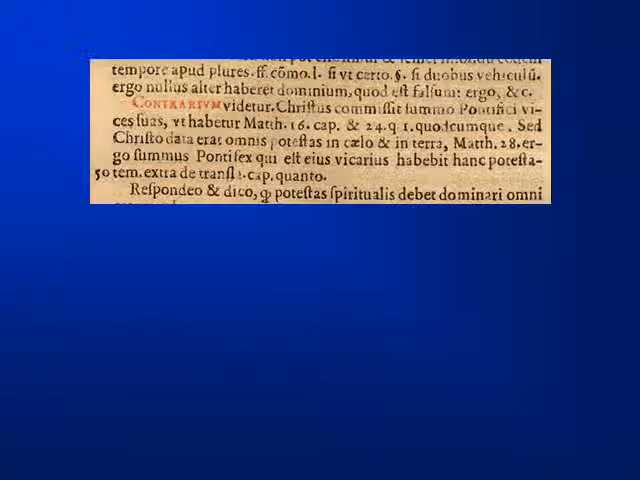 tempore apud plures. ff. cōmo. l. si vt certo. §. si duobus vehiculū.
ergo nullus alter haberet dominium, quod est falsum: ergo, & c.
CONTRARIVM videtur. Christus commissit summo Pontifici vi-
ces suas, vt habetur Matth. 16. cap. & 24. q 1. quodcumque. Sed
Christo data erat omnis potestas in cælo & in terra, Matth. 28. er-
go summus Pontifex qui est eius vicarius habebit hanc potesta-
50 tem. extra de transl cap. quanto.
Respondeo & dico, ꝙ potestas spiritualis debet dominari omni